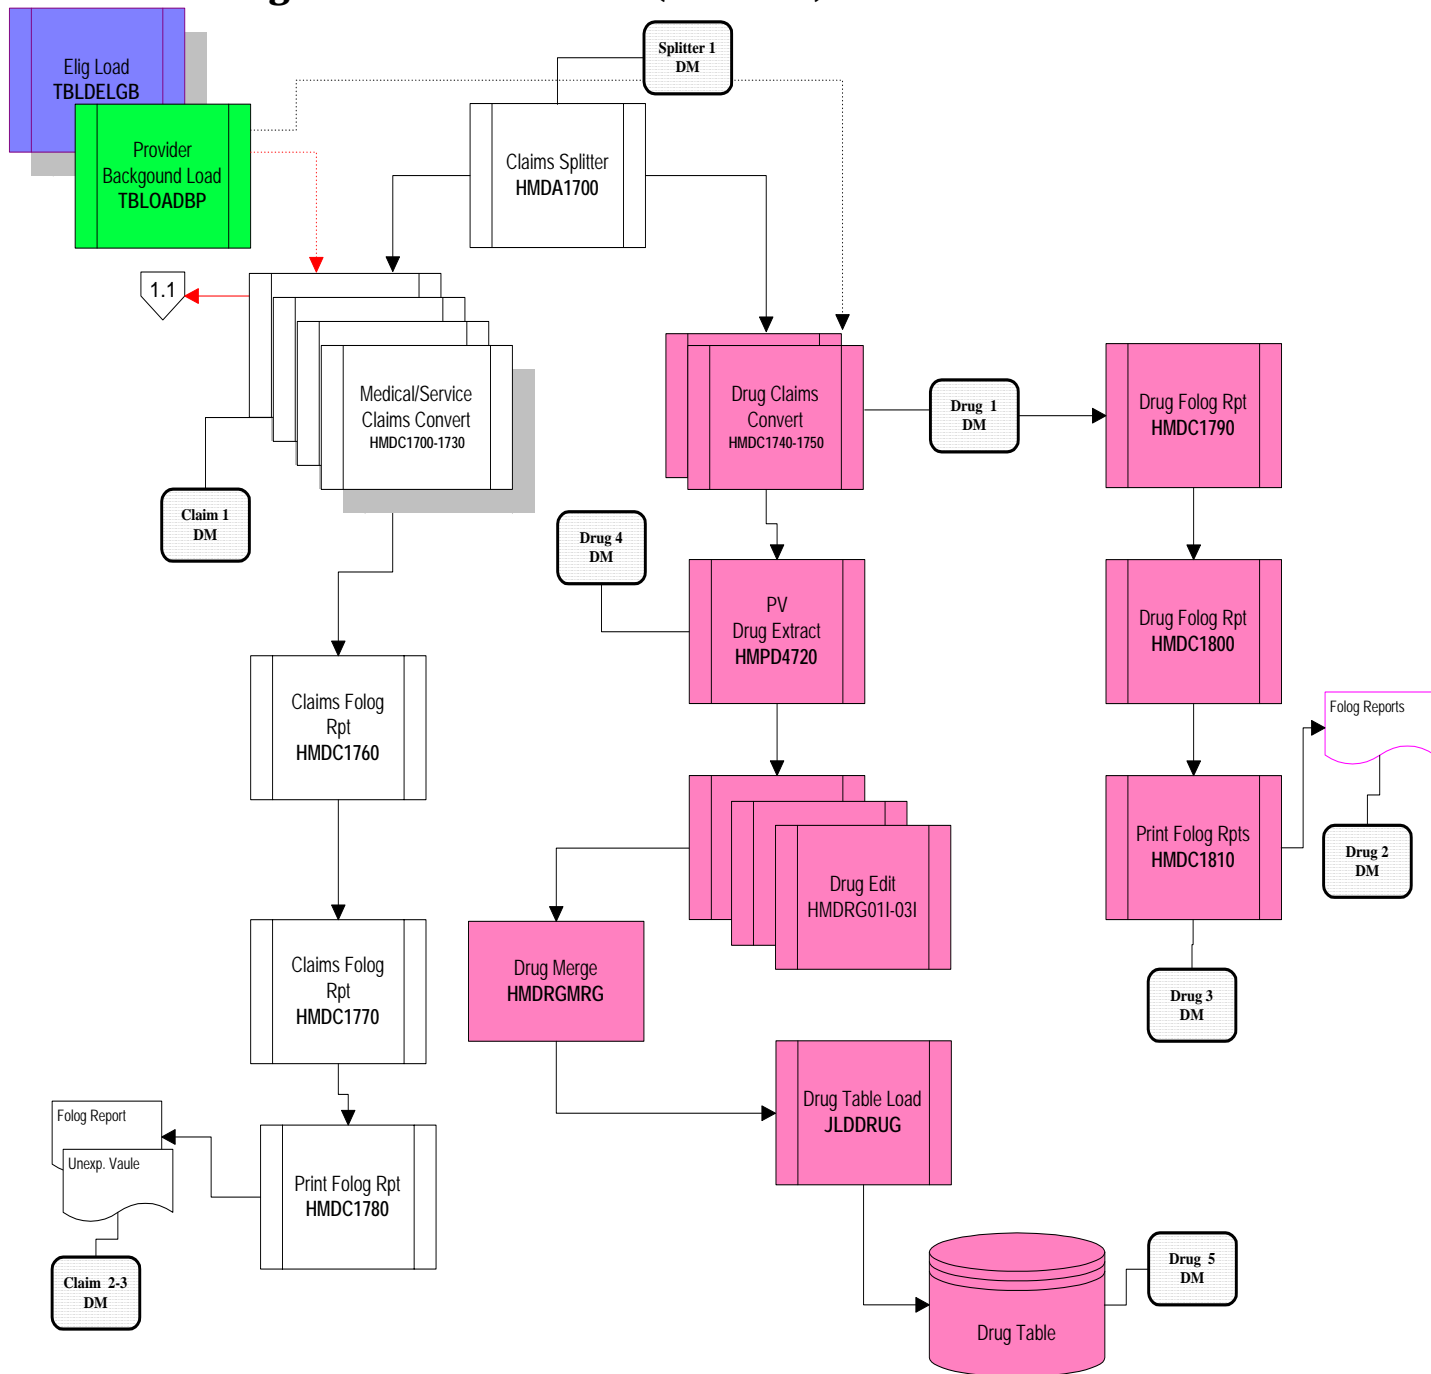 Splitter 1
DM
Elig Load
TBLDELGB
Provider
Backgound Load
TBLOADBP
Claims Splitter
HMDA1700
1.1
Medical/Service
Claims Convert
HMDC1700-1730
Drug Claims
Convert
HMDC1740-1750
Drug 1
DM
Drug Folog Rpt
HMDC1790
Claim 1
DM
Drug 4
DM
PV
Drug Extract
HMPD4720
Drug Folog Rpt
HMDC1800
Claims Folog
Rpt
HMDC1760
Folog Reports
Print Folog Rpts
HMDC1810
Drug 2
DM
Drug Edit
HMDRG01I-03I
Drug Merge
HMDRGMRG
Claims Folog
Rpt
HMDC1770
Drug 3
DM
Drug Table Load
JLDDRUG
Folog Report
Unexp. Vaule
Print Folog Rpt
HMDC1780
Claim 2-3
DM
Drug 5
DM
Drug Table